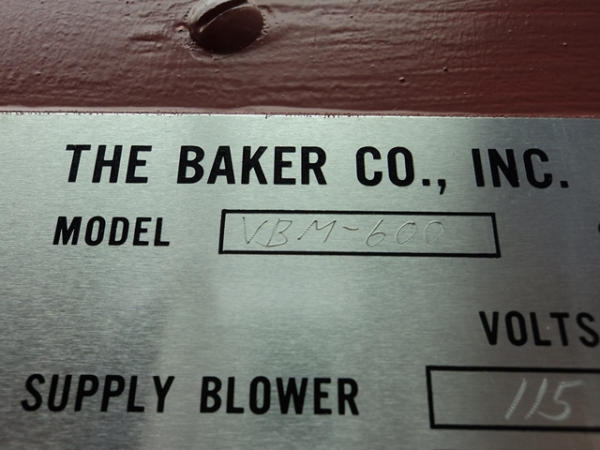 THE BAKER CO., INC.
MODEL VBM-600
VOLTS
SUPPLY BLOWER 115